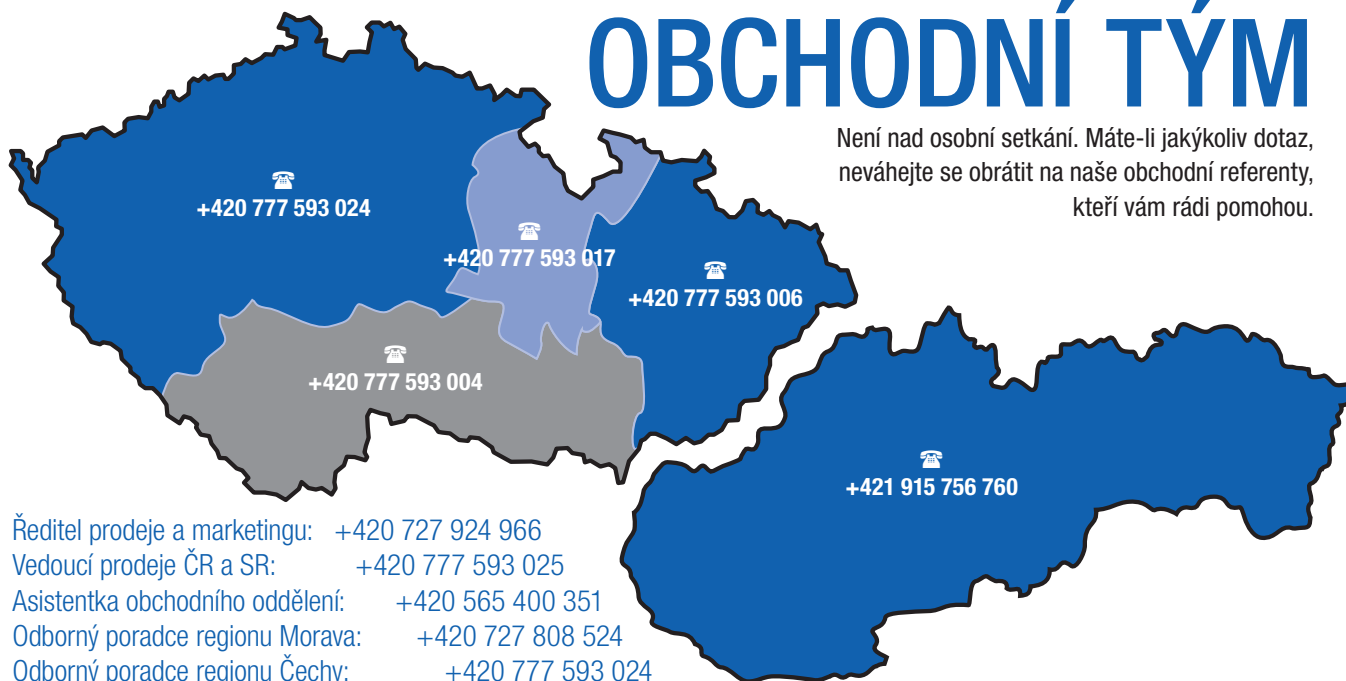 OBCHODNÍ TÝM
Není nad osobní setkání. Máte-li jakýkoliv dotaz,
neváhejte se obrátit na naše obchodní referenty,
kteří vám rádi pomohou.
+420 777 593 024
+420 777 593 017
+420 777 593 006
+420 777 593 004
+421 915 756 760
Ředitel prodeje a marketingu: +420 727 924 966
Vedoucí prodeje ČR a SR: +420 777 593 025
Asistentka obchodního oddělení: +420 565 400 351
Odborný poradce regionu Morava: +420 727 808 524
Odborný poradce regionu Čechy: +420 777 593 024